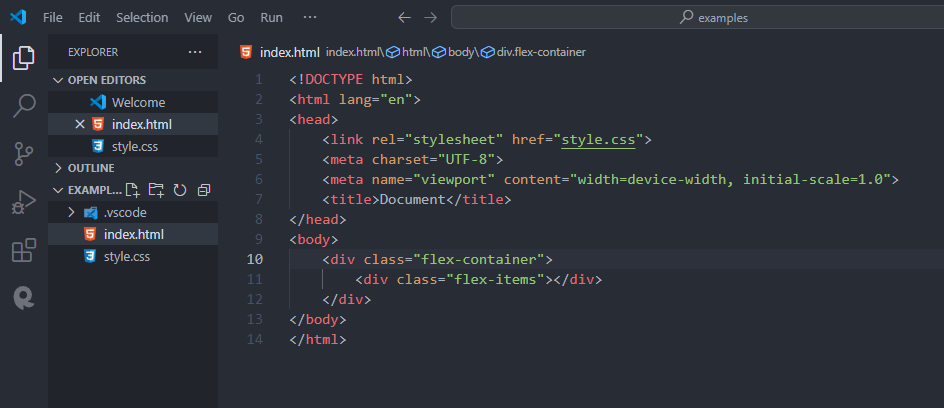 File Edit Selection View Go Run ··· examples
EXPLORER ···
OPEN EDITORS
Welcome
index.html
style.css
OUTLINE
EXAMPL...
.vscode
index.html
style.css
index.html index.html\html\body\div.flex-container
1 <!DOCTYPE html>
2 <html lang="en">
3 <head>
4     <link rel="stylesheet" href="style.css">
5     <meta charset="UTF-8">
6     <meta name="viewport" content="width=device-width, initial-scale=1.0">
7     <title>Document</title>
8 </head>
9 <body>
10     <div class="flex-container">
11         <div class="flex-items"></div>
12     </div>
13 </body>
14 </html>